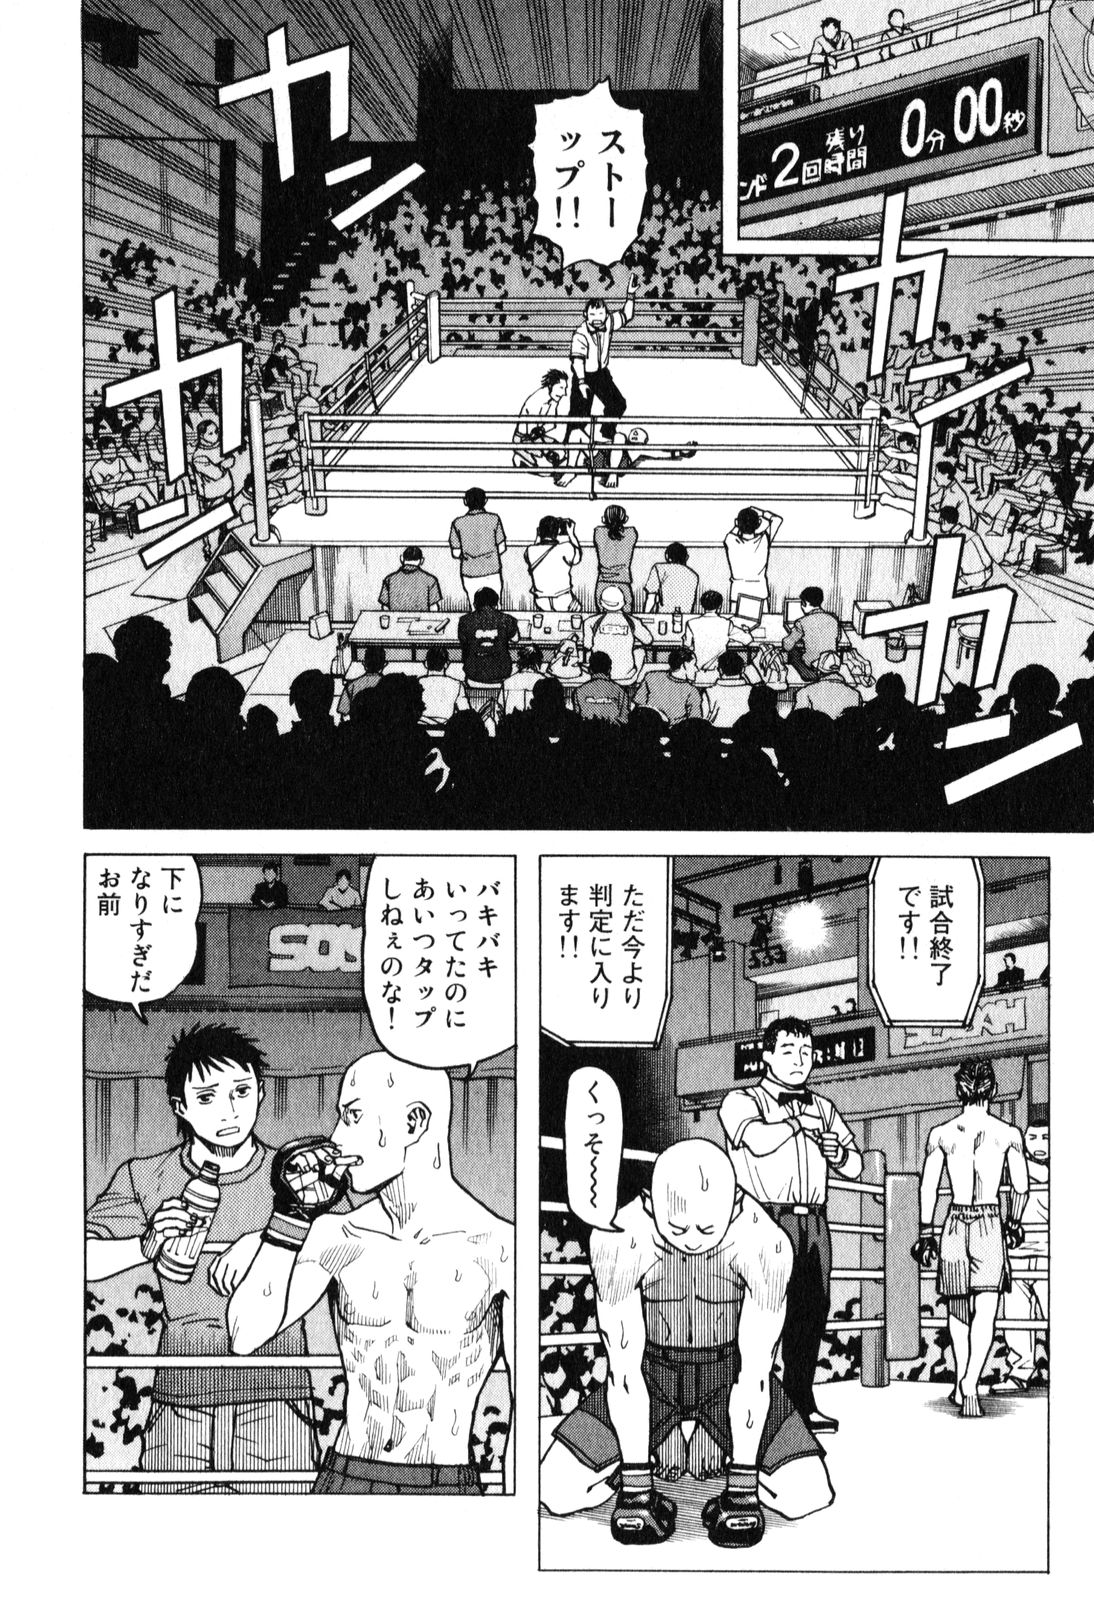 ンド2回
残り
時間
0分00秒
ストー
ップ!!
カンッ
カンッ
カンッ
カンッ
試合終了
です!!
ただ今より
判定に入り
ます!!
くっそ〜〜
バキバキ
いってたのに
あいつタップ
しねぇのな!
下に
なりすぎだ
お前